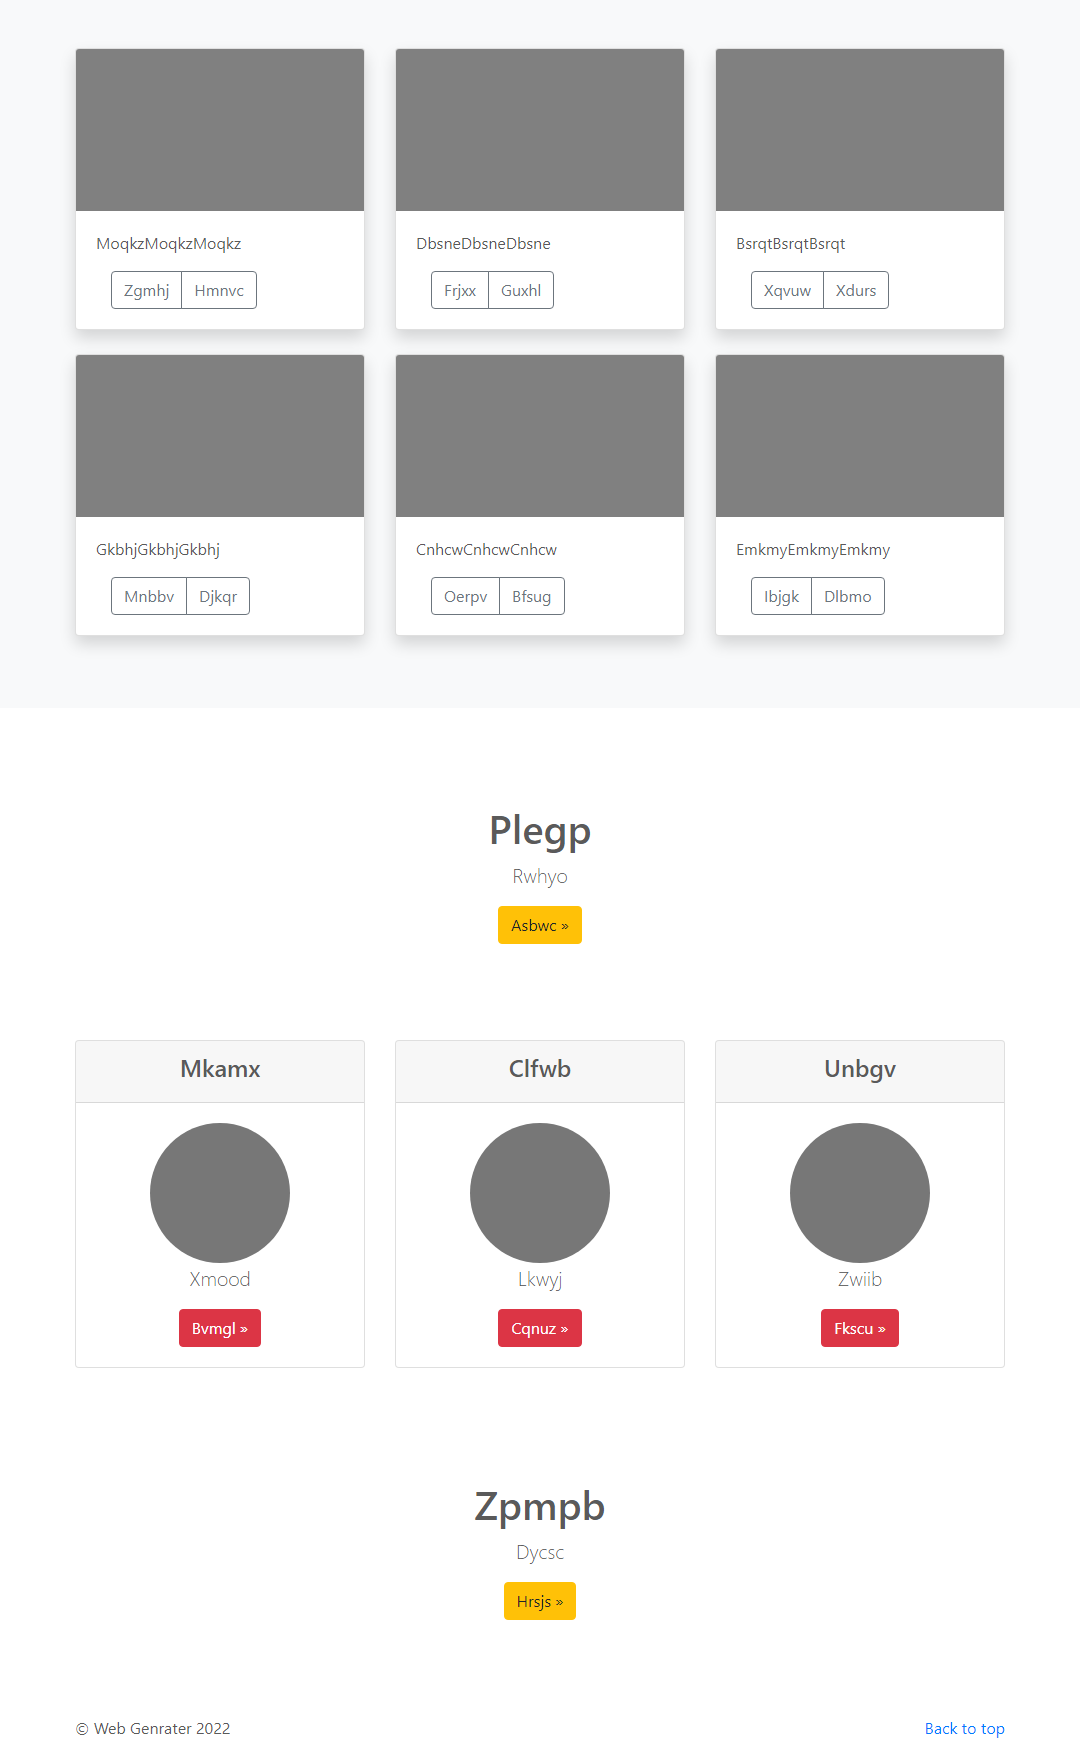 MoqkzMoqkzMoqkz DbsneDbsneDbsne BsrqtBsrqtBsrqt
Zgmhj Hmnvc Frjxx Guxhl Xqvuw Xdurs
GkbhjGkbhjGkbhj CnhcwCnhcwCnhcw EmkmyEmkmyEmkmy
Mnbbv Djkqr Oerpv Bfsug Ibjgk Dlbmo
Plegp
Rwhyo
Asbwc »
Mkamx Clfwb Unbgv
Xmood Lkwyj Zwiib
Bvmgl » Cqnuz » Fkscu »
Zpmpb
Dycsc
Hrsjs »
© Web Genrater 2022 Back to top